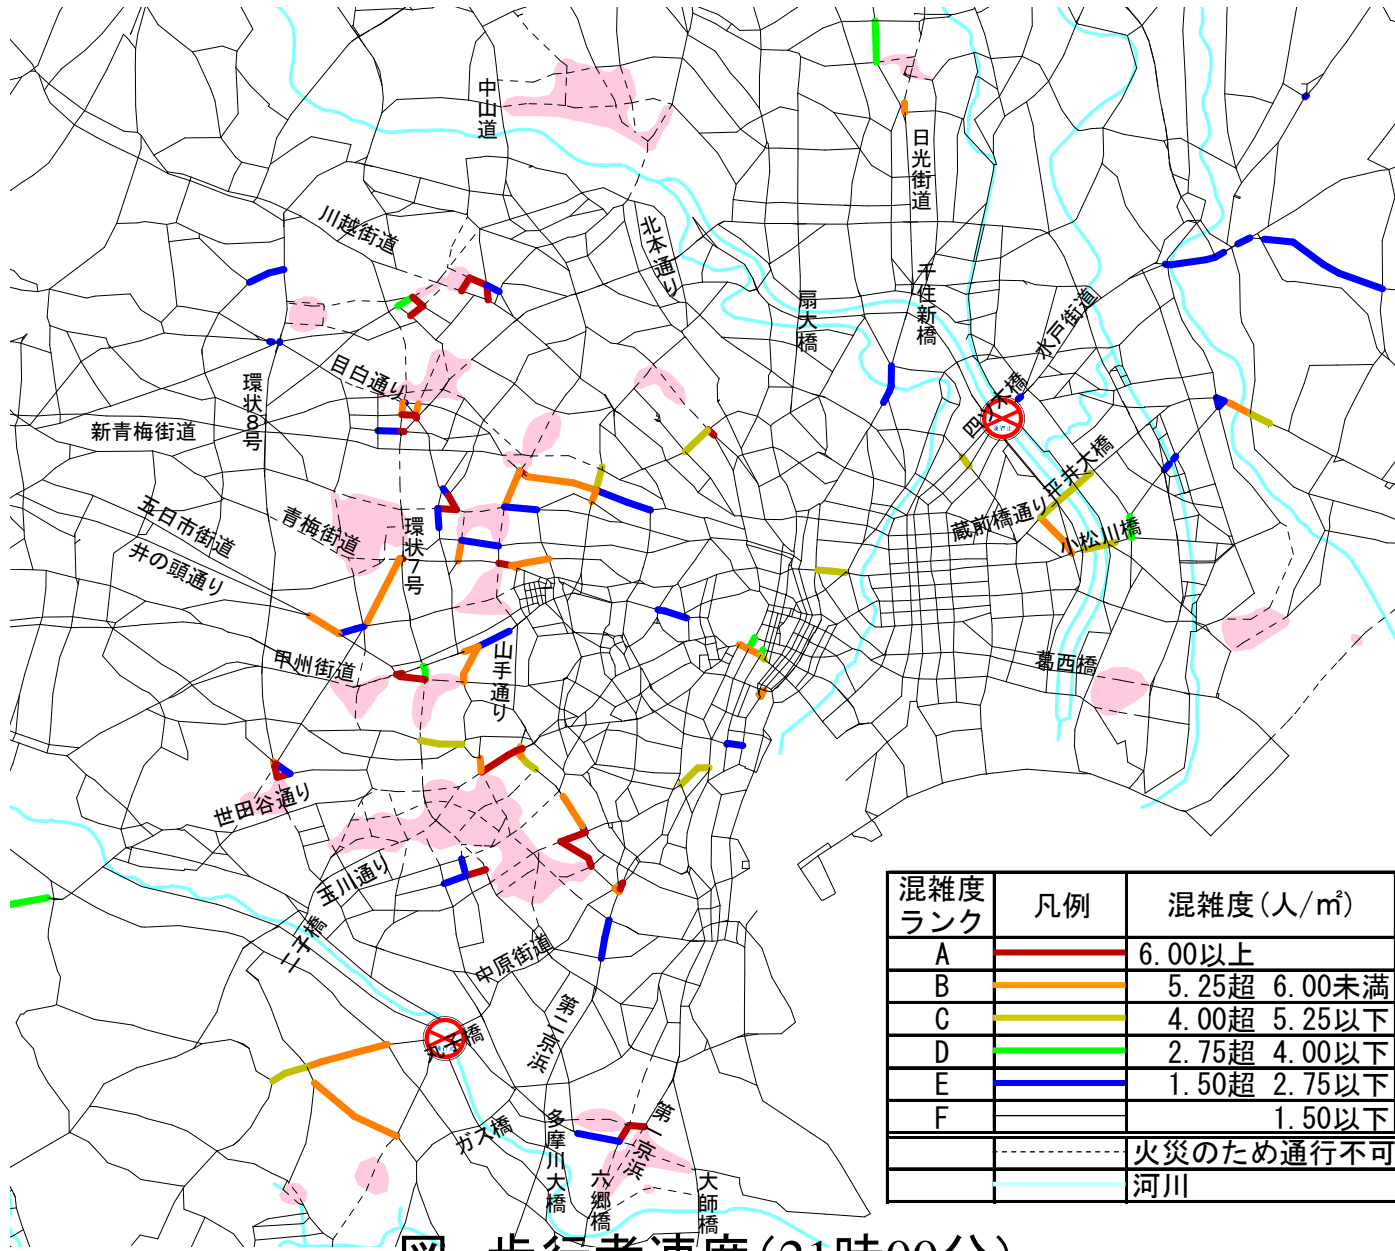 中山道
日光街道
川越街道
北本通り
千住新橋
扇大橋
水戸街道
目白通り
環状8号
四ツ木橋
新青梅街道
平井大橋
五日市街道
青梅街道
環状7号
蔵前橋通り
小松川橋
井の頭通り
甲州街道
山手通り
葛西橋
世田谷通り
玉川通り
二子橋
中原街道
第二京浜
丸子橋
ガス橋
多摩川大橋
第一京浜
六郷橋
大師橋
混雑度ランク 凡例 混雑度(人/㎡)
A 6.00以上
B 5.25超 6.00未満
C 4.00超 5.25以下
D 2.75超 4.00以下
E 1.50超 2.75以下
F 1.50以下
火災のため通行不可
河川